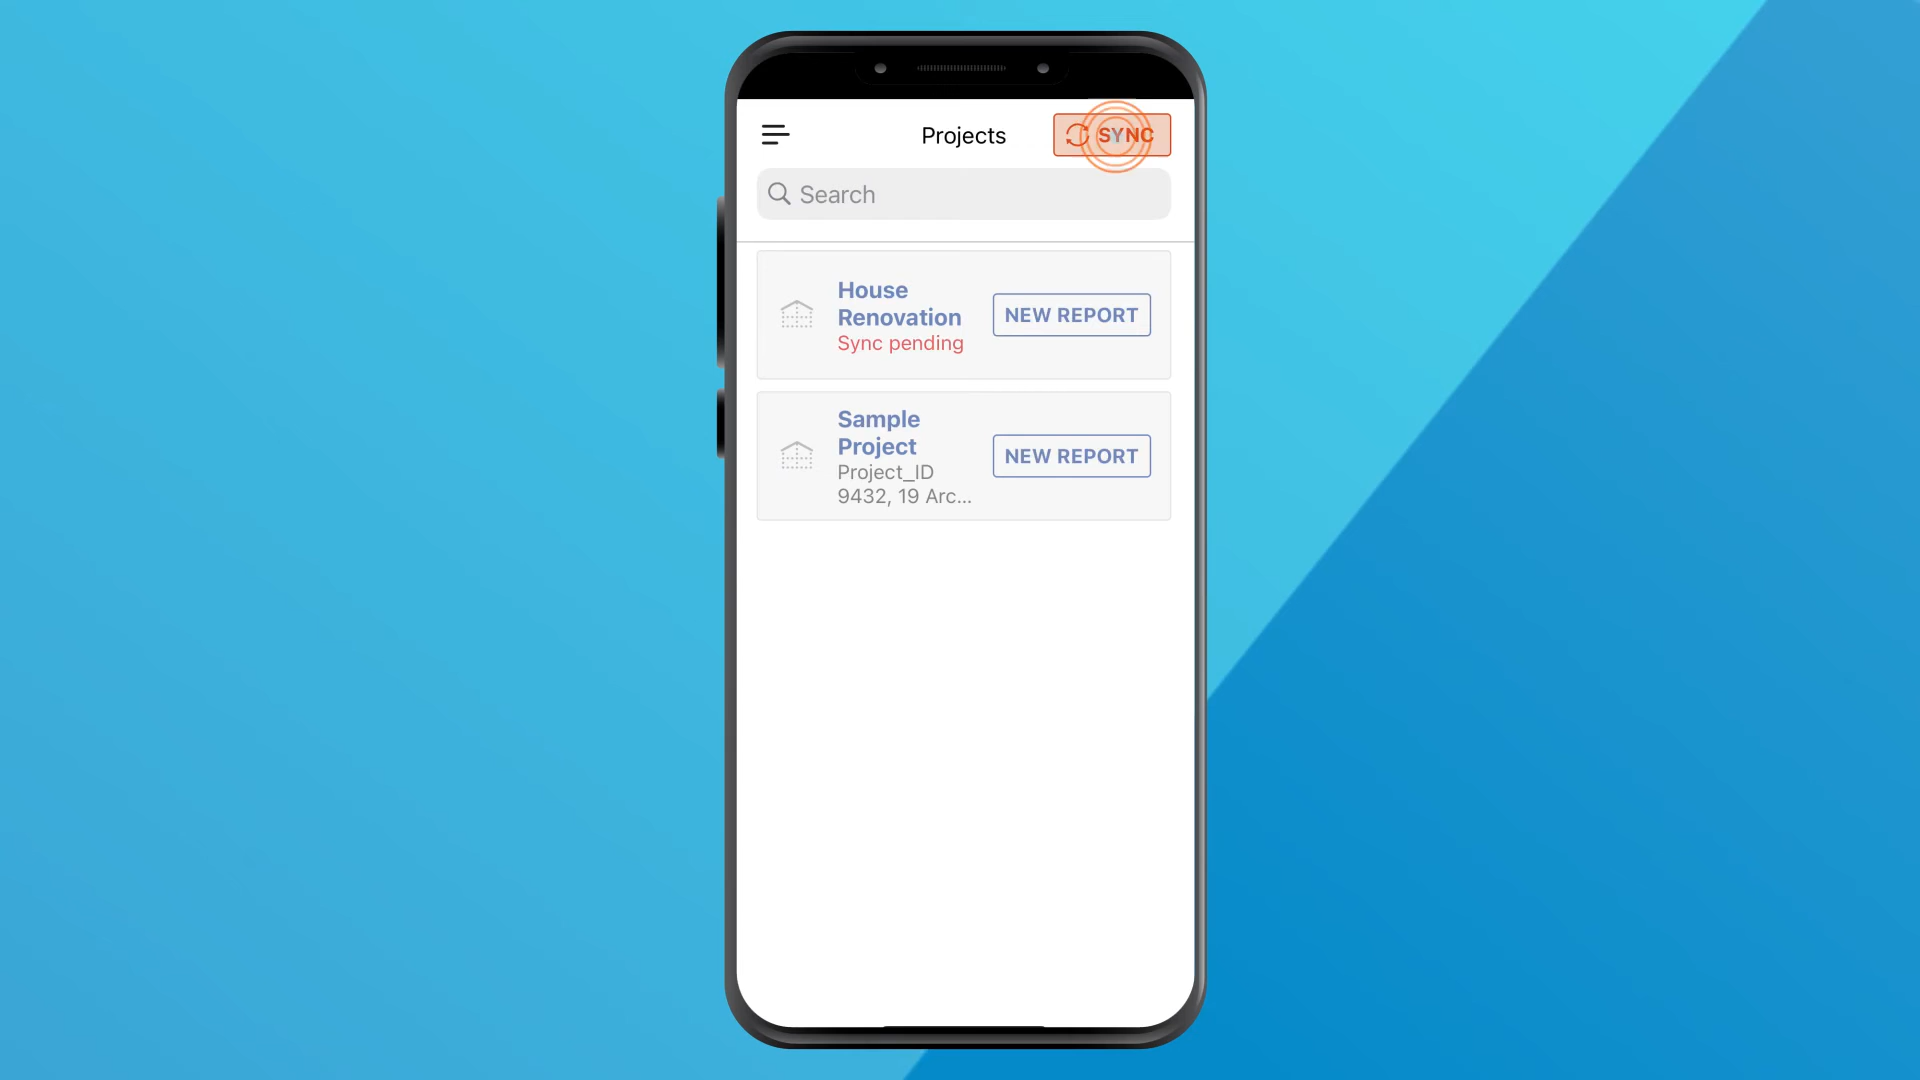 Projects
SYNC
Search
House
Renovation
Sync pending
NEW REPORT
Sample
Project
Project_ID
9432, 19 Arc...
NEW REPORT